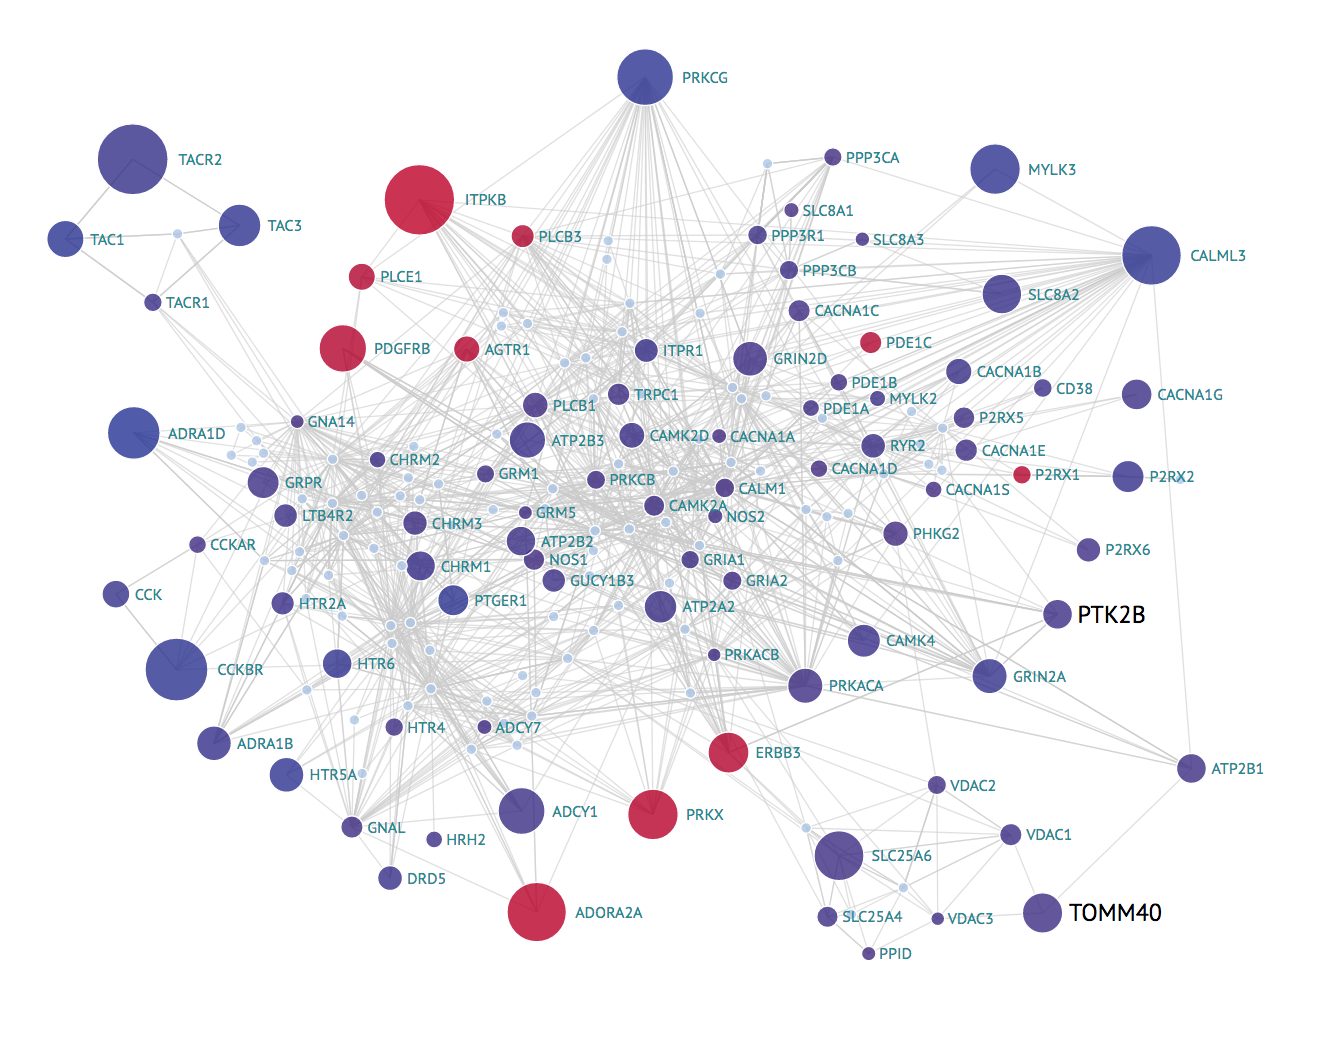 PRKCG
PPP3CA
TACR2
MYLK3
ITPKB
SLC8A1
TAC3
PLCB3
PPP3R1
SLC8A3
TAC1
CALML3
PPP3CB
PLCE1
SLC8A2
TACR1
CACNA1C
PDE1C
PDGFRB
AGTR1
ITPR1
GRIN2D
CACNA1B
PDE1B
CD38
TRPC1
MYLK2
CACNA1G
PLCB1
PDE1A
P2RX5
GNA14
ADRA1D
ATP2B3
CAMK2D
CACNA1A
RYR2
CACNA1E
CHRM2
CACNA1D
GRM1
P2RX1
P2RX2
GRPR
PRKCB
CALM1
CACNA1S
CAMK2A
LTB4R2
GRM5
NOS2
CHRM3
PHKG2
ATP2B2
CCKAR
P2RX6
NOS1
GRIA1
CHRM1
GUCY1B3
GRIA2
CCK
HTR2A
PTGER1
ATP2A2
PTK2B
CAMK4
PRKACB
HTR6
CCKBR
GRIN2A
PRKACA
HTR4
ADCY7
ADRA1B
ERBB3
ATP2B1
HTR5A
VDAC2
ADCY1
PRKX
GNAL
VDAC1
HRH2
SLC25A6
DRD5
ADORA2A
TOMM40
SLC25A4
VDAC3
PPID